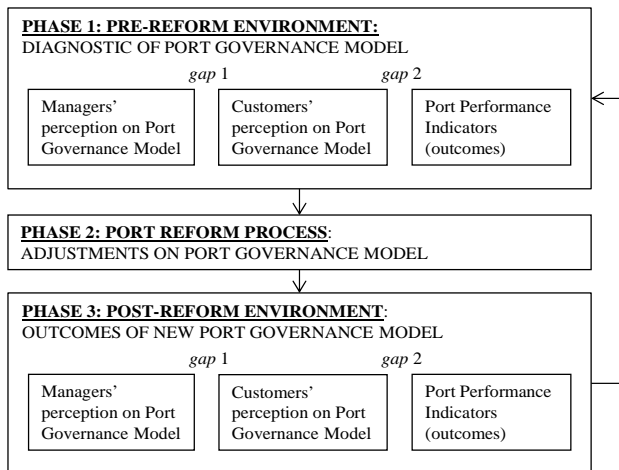 PHASE 1: PRE-REFORM ENVIRONMENT:
DIAGNOSTIC OF PORT GOVERNANCE MODEL
gap 1
gap 2
Managers’
perception on Port
Governance Model
Customers’
perception on Port
Governance Model
Port Performance
Indicators
(outcomes)
PHASE 2: PORT REFORM PROCESS:
ADJUSTMENTS ON PORT GOVERNANCE MODEL
PHASE 3: POST-REFORM ENVIRONMENT:
OUTCOMES OF NEW PORT GOVERNANCE MODEL
gap 1
gap 2
Managers’
perception on Port
Governance Model
Customers’
perception on Port
Governance Model
Port Performance
Indicators
(outcomes)